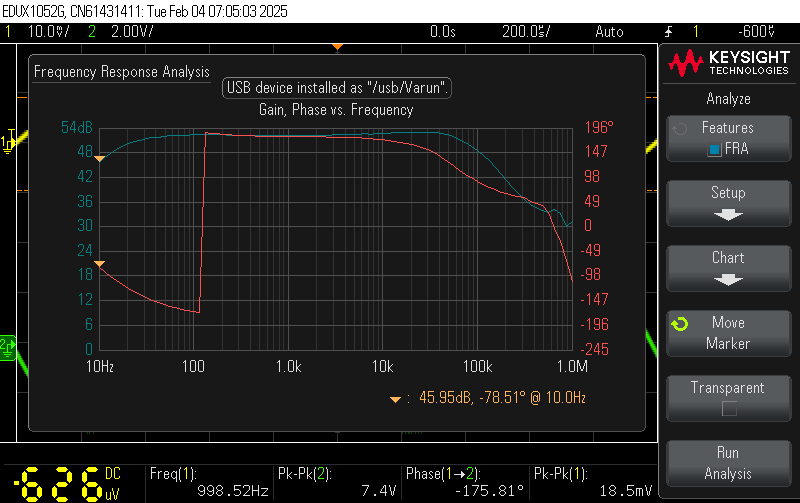 EDUX1052G, CN61431411: Tue Feb 04 07:05:03 2025
1 10.0V/ 2 2.00V/ 0.0s 200.0s/ Auto 1 -600V
KEYSIGHT
TECHNOLOGIES
Frequency Response Analysis
USB device installed as "/usb/Varun".
Gain, Phase vs. Frequency
Analyze
Features
FRA
Setup
Chart
Move
Marker
Transparent
Run
Analysis
54dB
48
42
36
30
24
18
12
6
0
196°
147
98
49
0
-49
-98
-147
-196
-245
10Hz 100 1.0k 10k 100k 1.0M
: 45.95dB, -78.51° @ 10.0Hz
1
2
-626 DC uV
Freq(1): 998.52Hz
Pk-Pk(2): 7.4V
Phase(1→2): -175.81°
Pk-Pk(1): 18.5mV